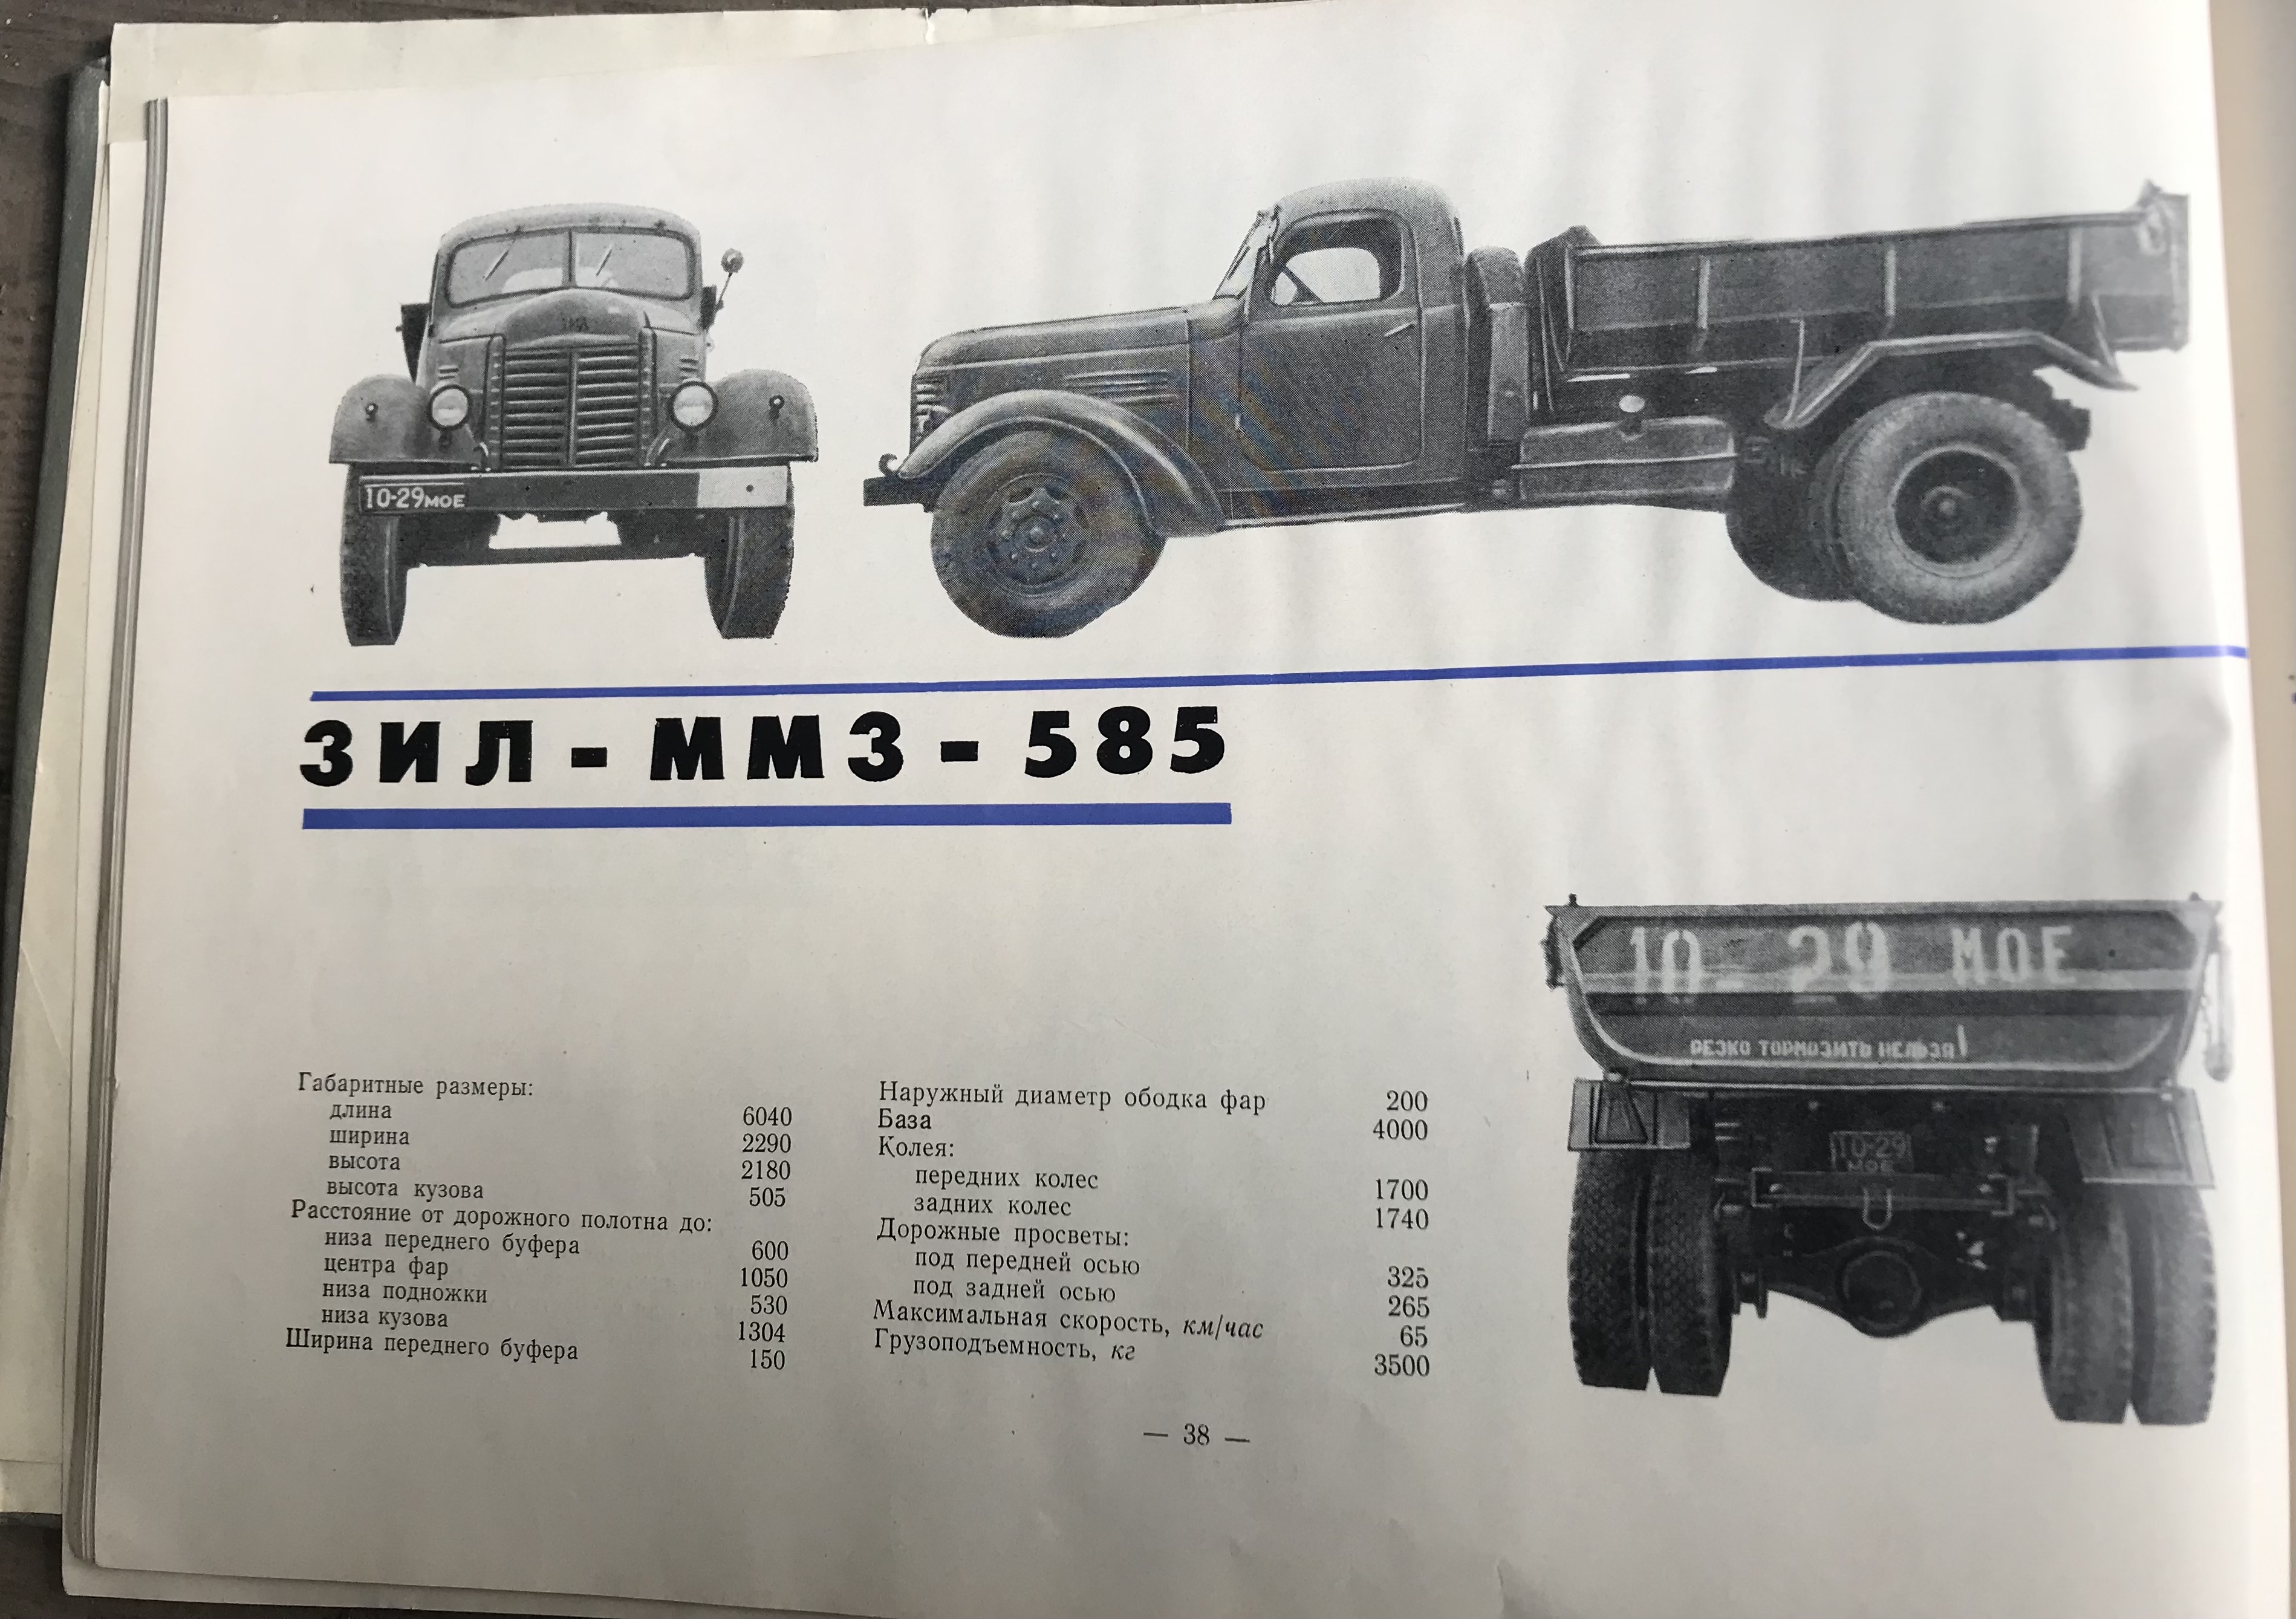 10-29 МОЕ
ЗИЛ-ММЗ-585
10-29 МОЕ
РЕЗКО ТОРМОЗИТЬ НЕЛЬЗЯ!
10-29
МОЕ
Габаритные размеры:
длина 6040
ширина 2290
высота 2180
высота кузова 505
Расстояние от дорожного полотна до:
низа переднего буфера 600
центра фар 1050
низа подножки 530
низа кузова 1304
Ширина переднего буфера 150
Наружный диаметр ободка фар 200
База 4000
Колея:
передних колес 1700
задних колес 1740
Дорожные просветы:
под передней осью 325
под задней осью 265
Максимальная скорость, км/час 65
Грузоподъемность, кг 3500
— 38 —